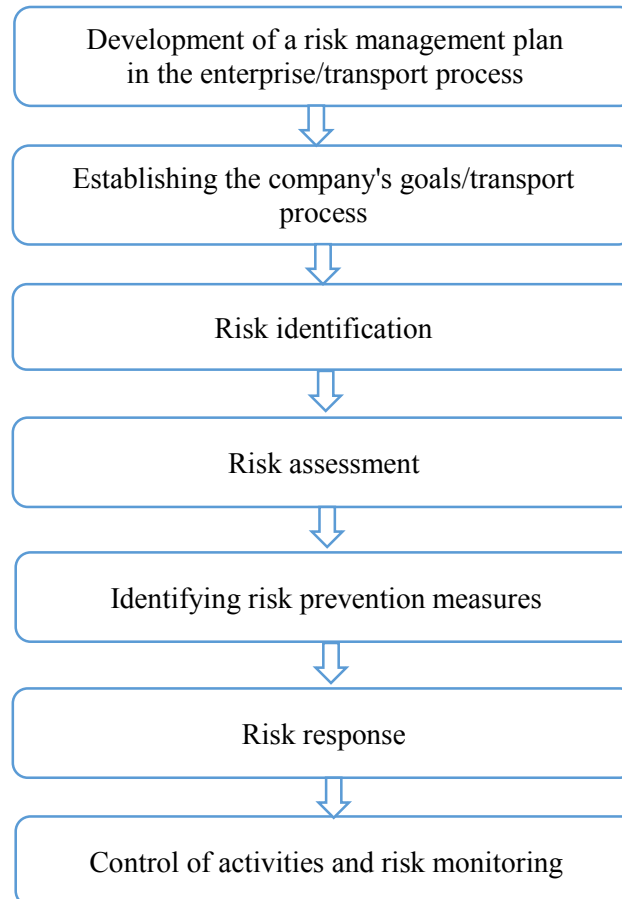 Development of a risk management plan
in the enterprise/transport process
Establishing the company's goals/transport
process
Risk identification
Risk assessment
Identifying risk prevention measures
Risk response
Control of activities and risk monitoring